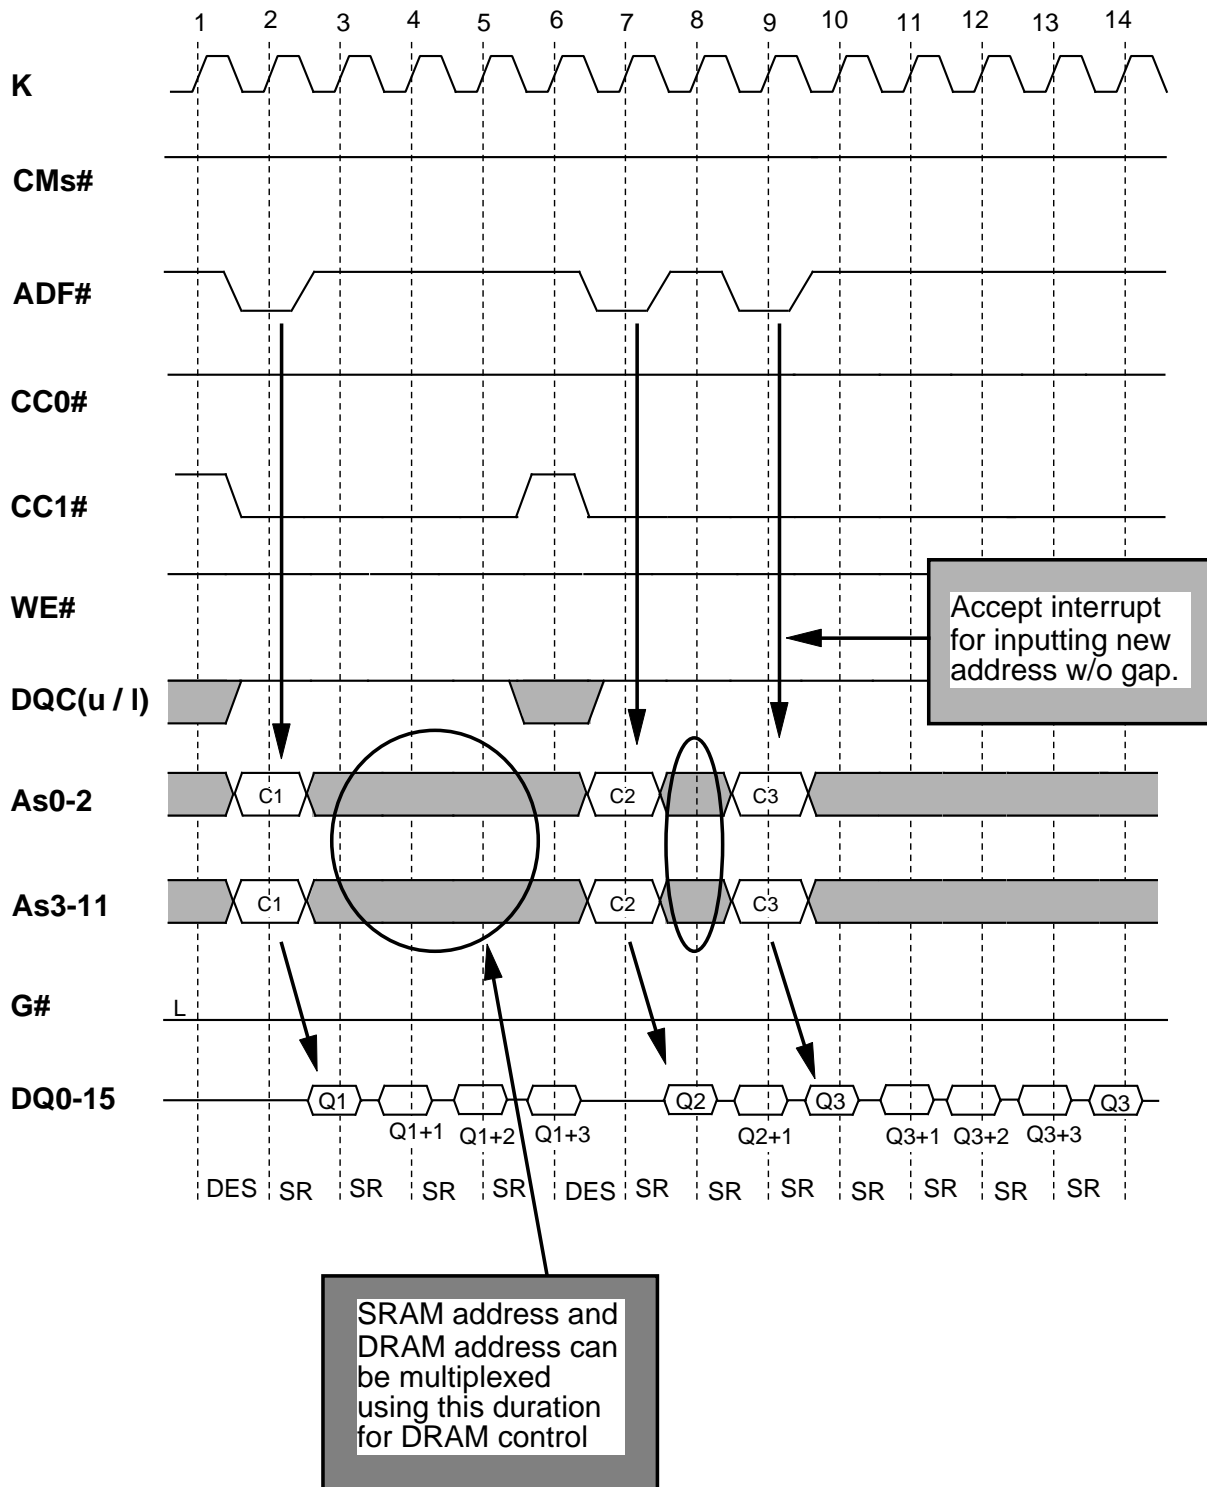 1 2 3 4 5 6 7 8 9 10 11 12 13 14
K
CMs#
ADF#
CC0#
CC1#
WE#
Accept interrupt
for inputting new
address w/o gap.
DQC(u / l)
As0-2 C1 C2 C3
As3-11 C1 C2 C3
G# L
DQ0-15 Q1 Q2 Q3 Q3
Q1+1 Q1+2 Q1+3 Q2+1 Q3+1 Q3+2 Q3+3
DES SR SR SR SR DES SR SR SR SR SR SR SR
SRAM address and
DRAM address can
be multiplexed
using this duration
for DRAM control